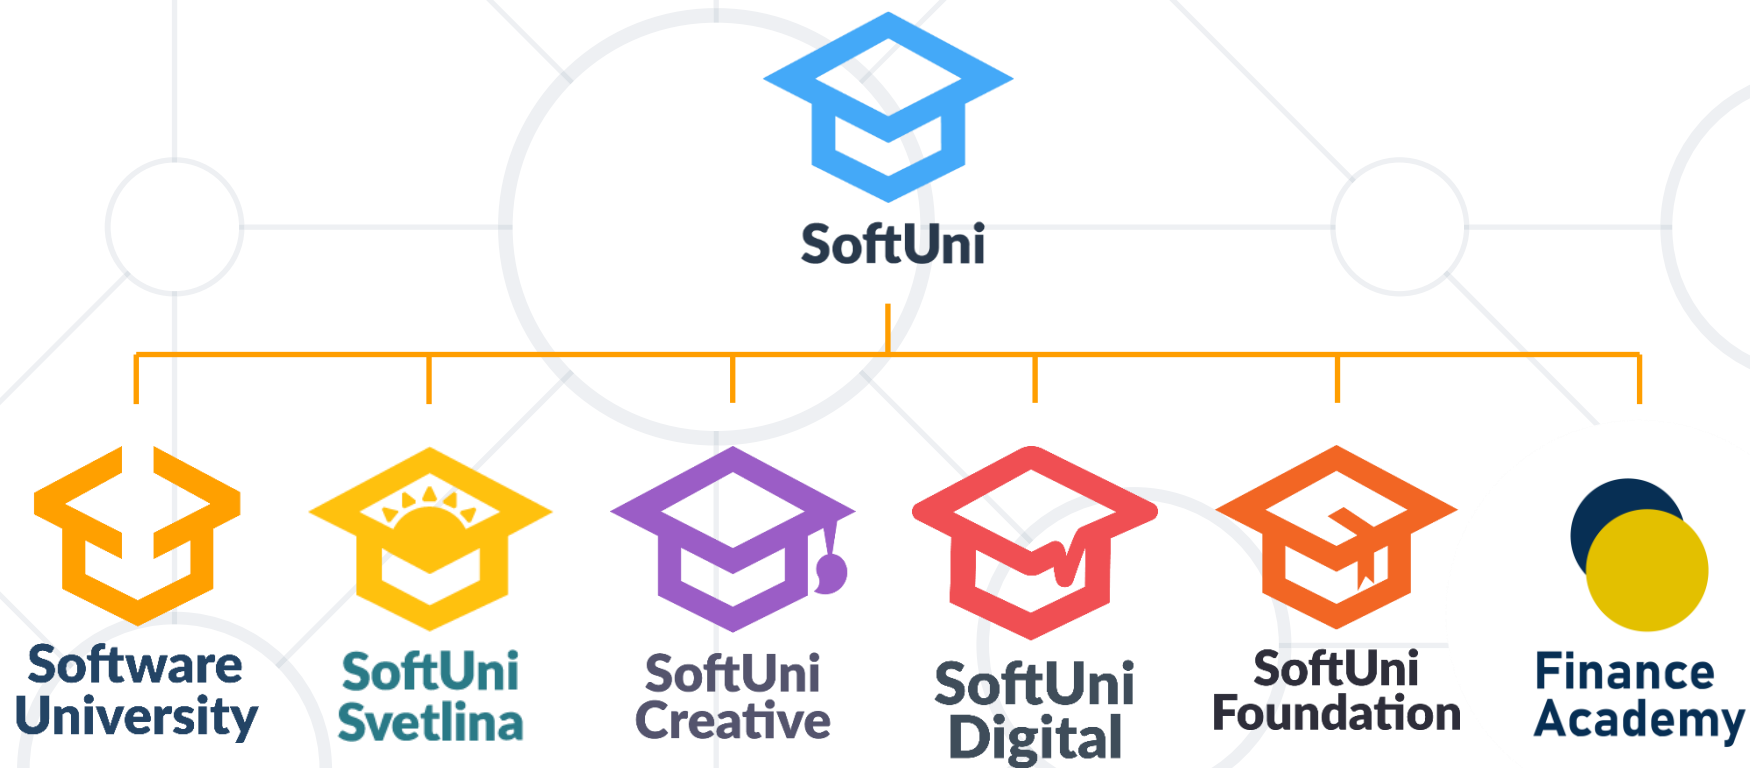 SoftUni
Software
University
SoftUni
Svetlina
SoftUni
Creative
SoftUni
Digital
SoftUni
Foundation
Finance
Academy